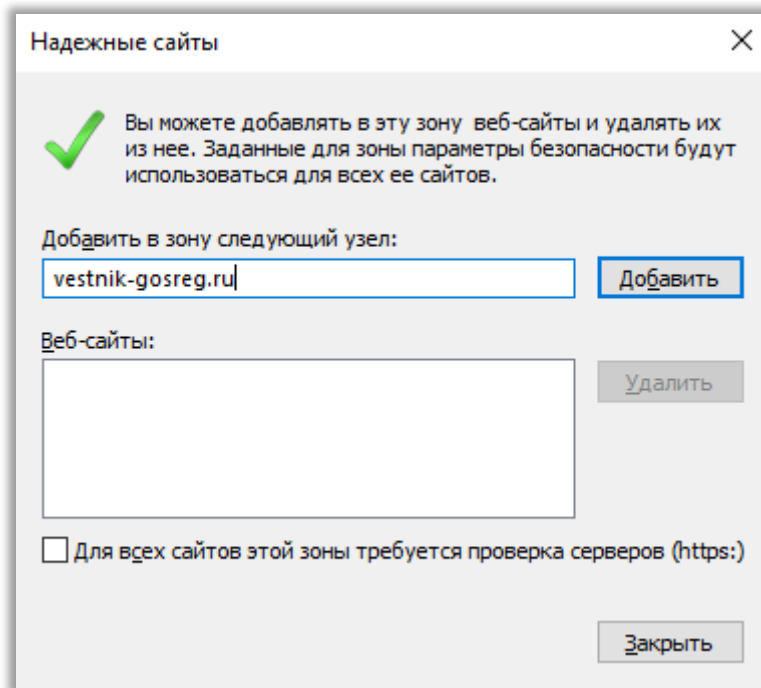 Надежные сайты
Вы можете добавлять в эту зону веб-сайты и удалять их
из нее. Заданные для зоны параметры безопасности будут
использоваться для всех ее сайтов.
Добавить в зону следующий узел:
vestnik-gosreg.ru
Добавить
Веб-сайты:
Удалить
Для всех сайтов этой зоны требуется проверка серверов (https:)
Закрыть